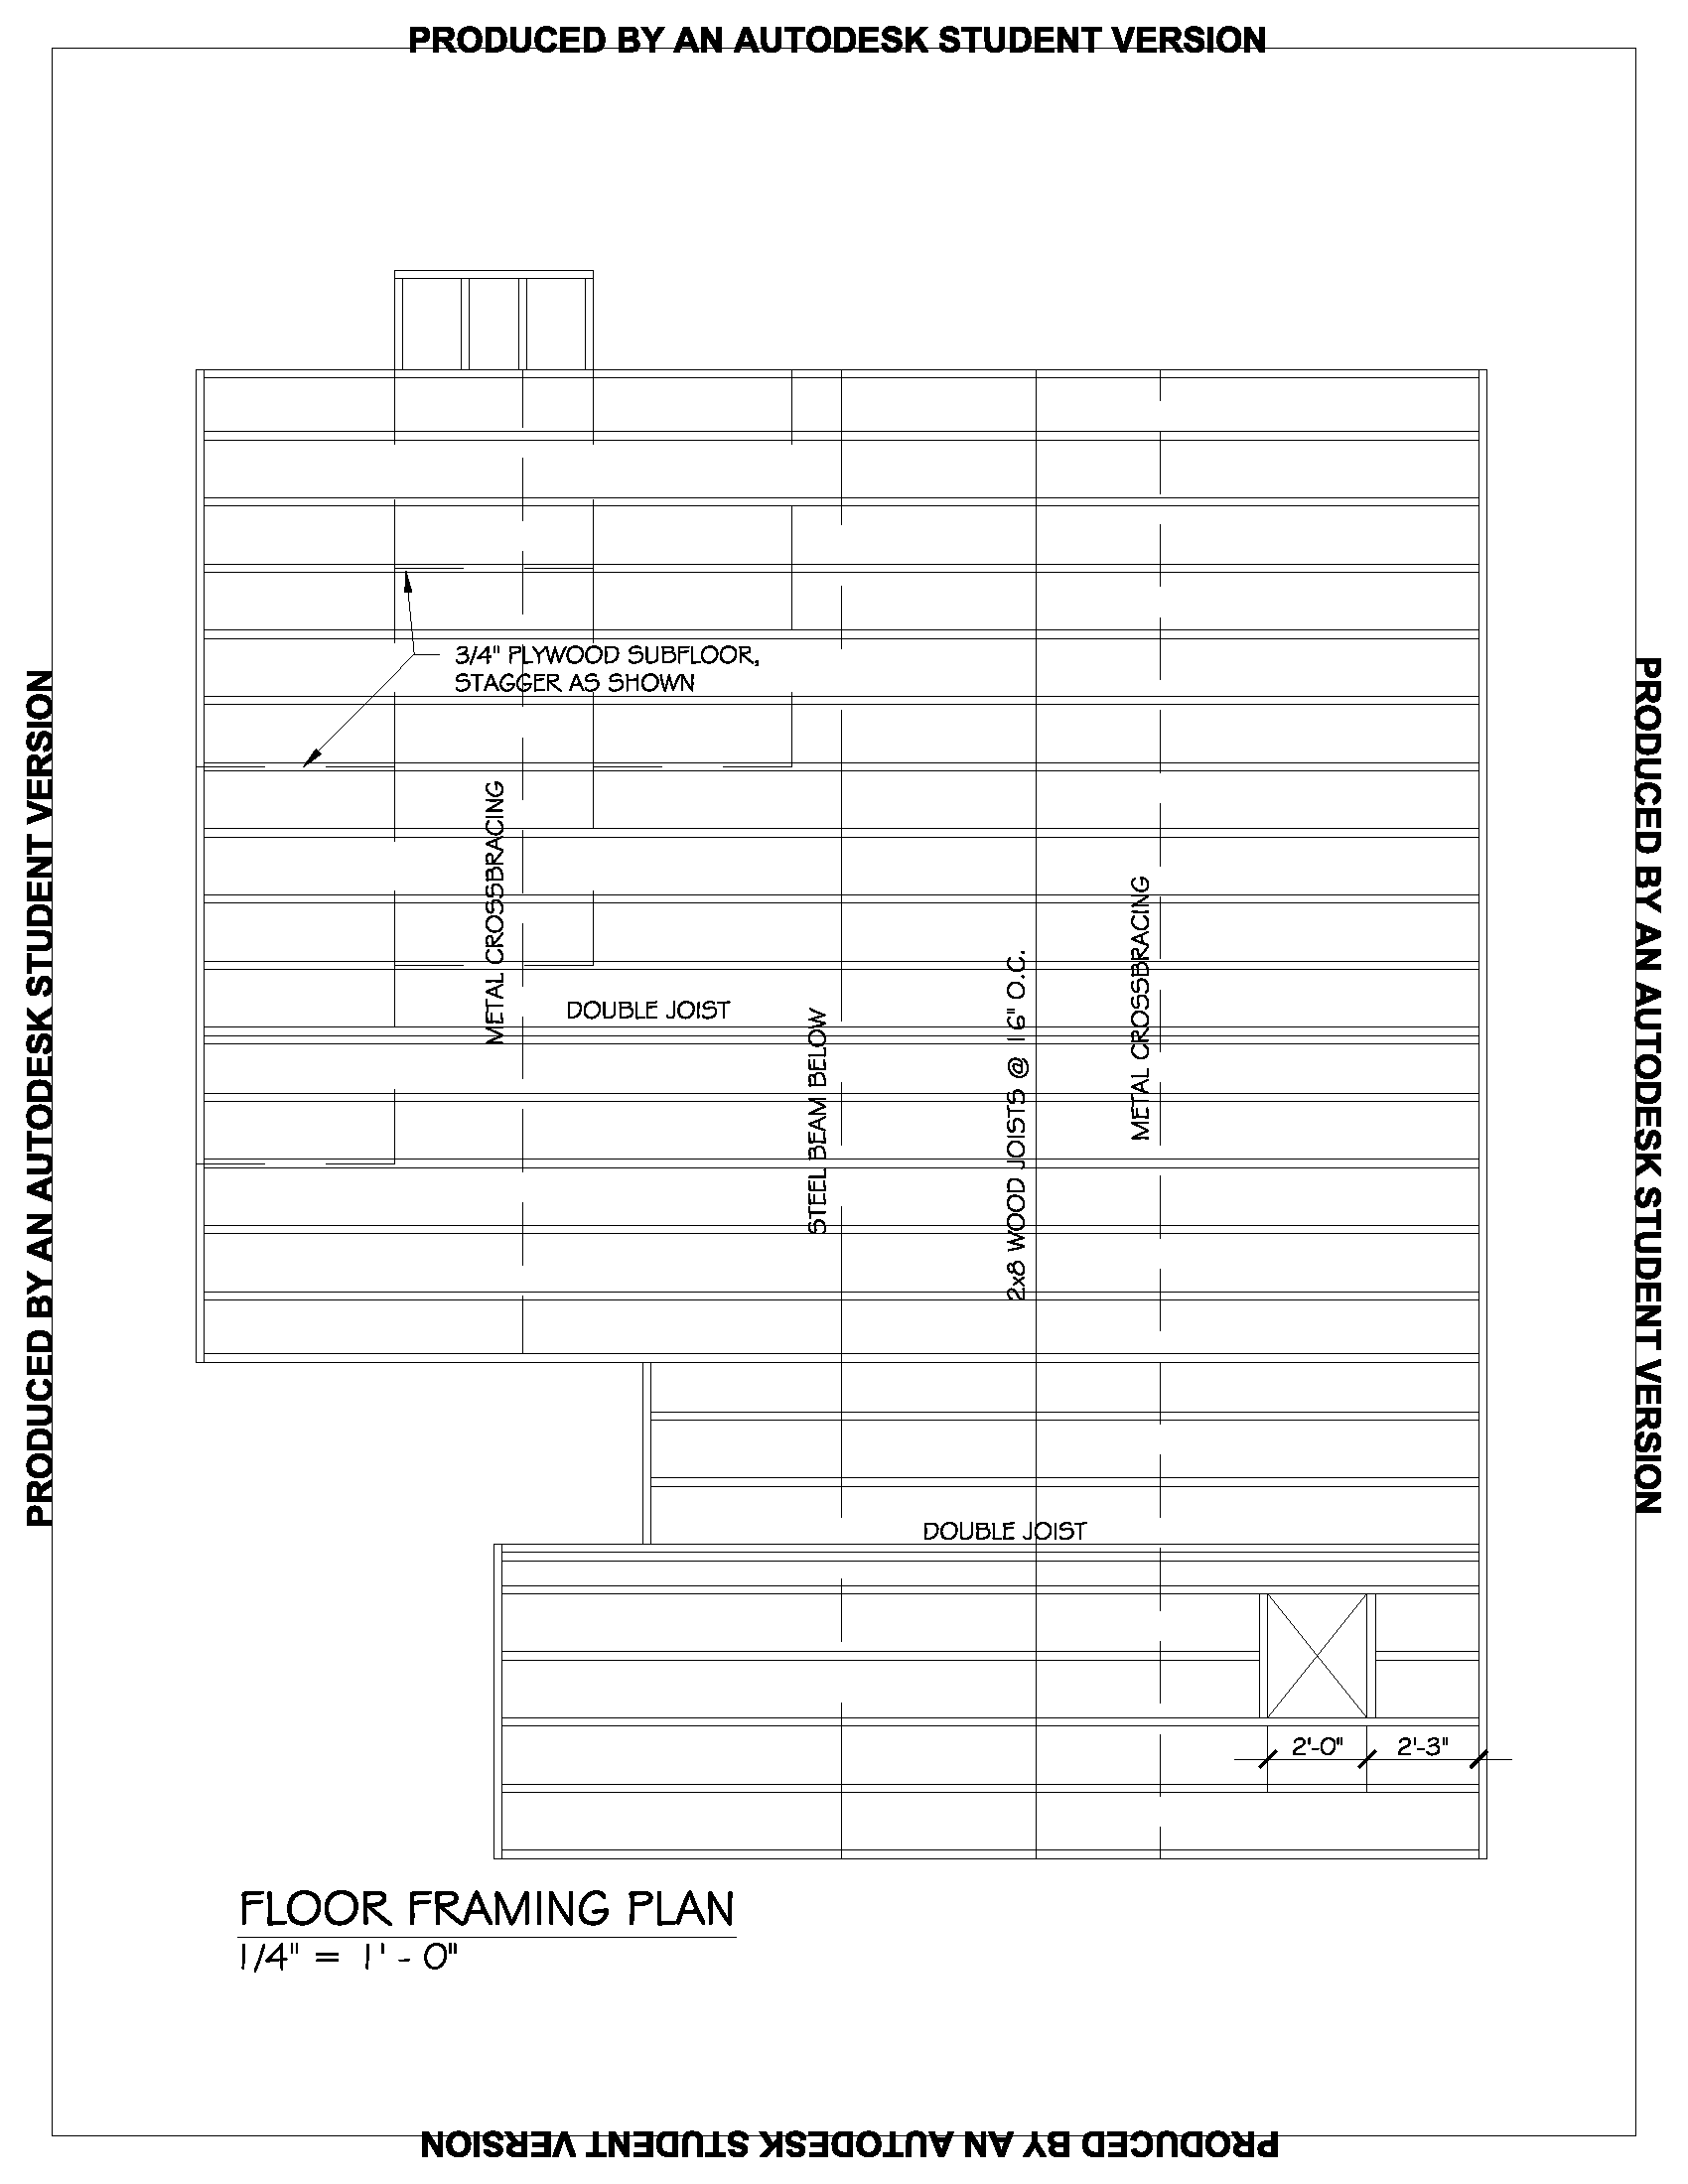 PRODUCED BY AN AUTODESK STUDENT VERSION
PRODUCED BY AN AUTODESK STUDENT VERSION
PRODUCED BY AN AUTODESK STUDENT VERSION
3/4" PLYWOOD SUBFLOOR,
STAGGER AS SHOWN
METAL CROSSBRACING
DOUBLE JOIST
STEEL BEAM BELOW
2x8 WOOD JOISTS @ 16" O.C.
METAL CROSSBRACING
DOUBLE JOIST
2'-0"
2'-3"
FLOOR FRAMING PLAN
1/4" = 1' - 0"
PRODUCED BY AN AUTODESK STUDENT VERSION